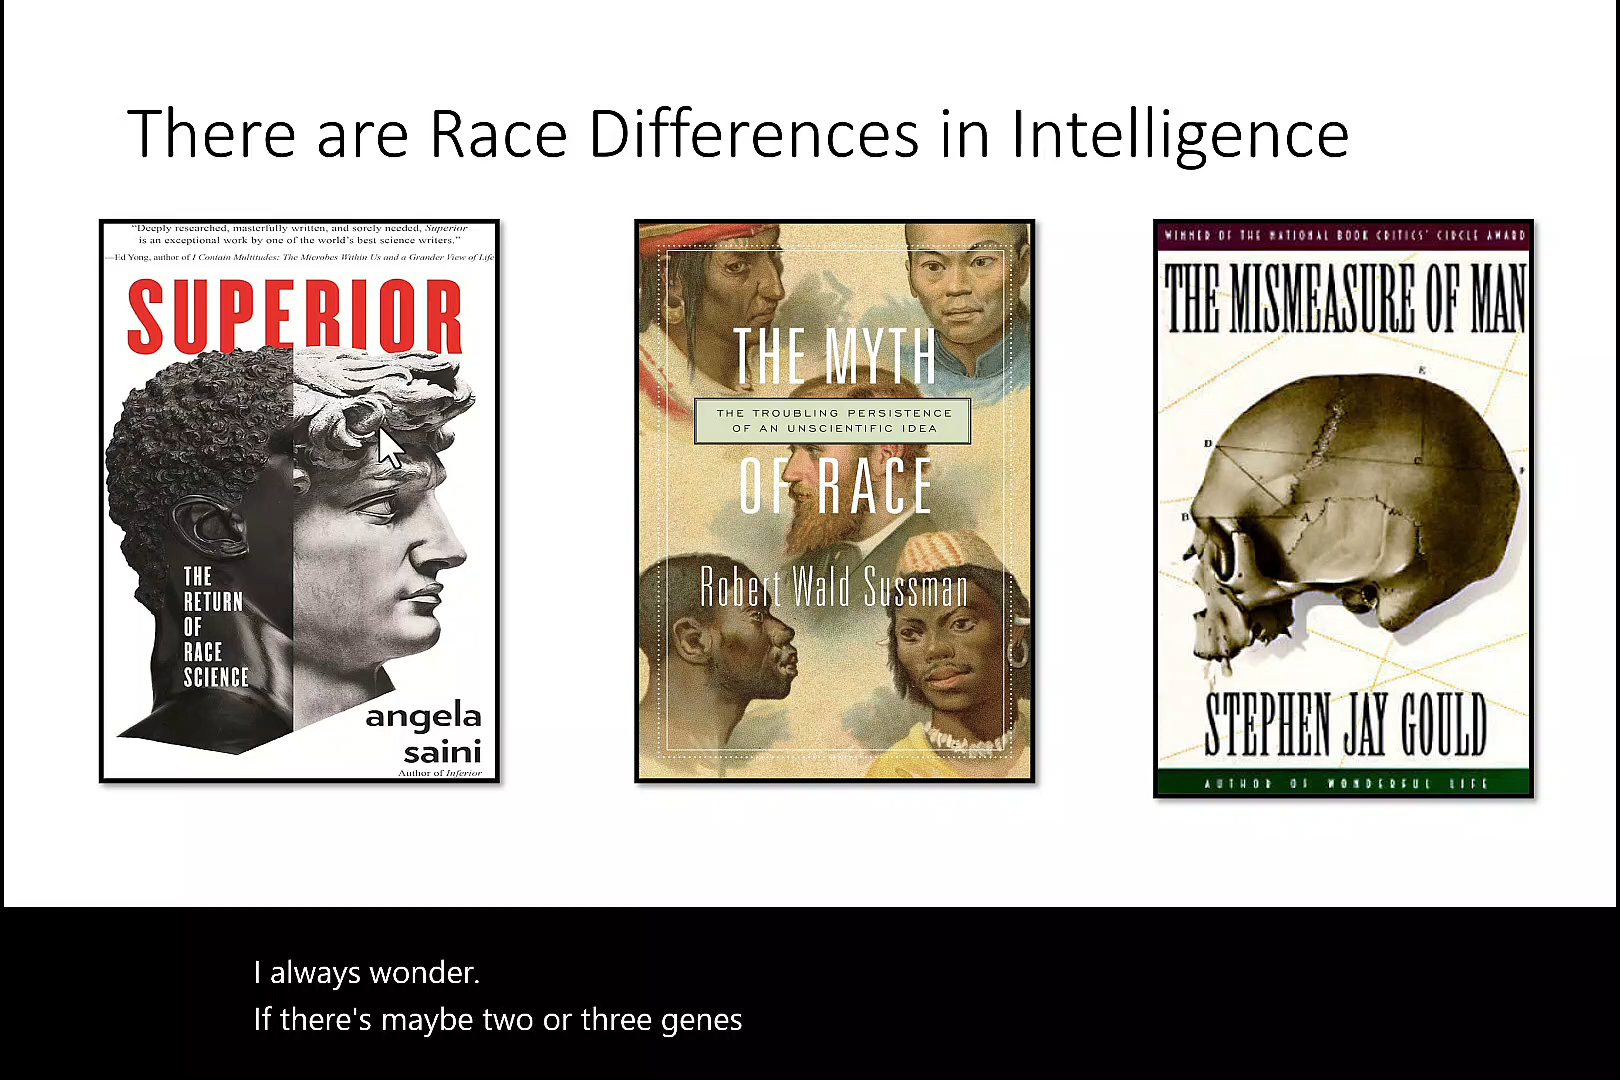 There are Race Differences in Intelligence
"Deeply researched, masterfully written, and sorely needed, Superior
is an exceptional work by one of the world's best science writers."
—Ed Yong, author of I Contain Multitudes: The Microbes Within Us and a Grander View of Life
SUPERIOR
THE
RETURN
OF
RACE
SCIENCE
angela
saini
Author of Inferior
THE MYTH
THE TROUBLING PERSISTENCE
OF AN UNSCIENTIFIC IDEA
OF RACE
Robert Wald Sussman
WINNER OF THE NATIONAL BOOK CRITICS' CIRCLE AWARD
THE MISMEASURE OF MAN
E
D
C
B
A
STEPHEN JAY GOULD
AUTHOR OF WONDERFUL LIFE
I always wonder.
If there's maybe two or three genes